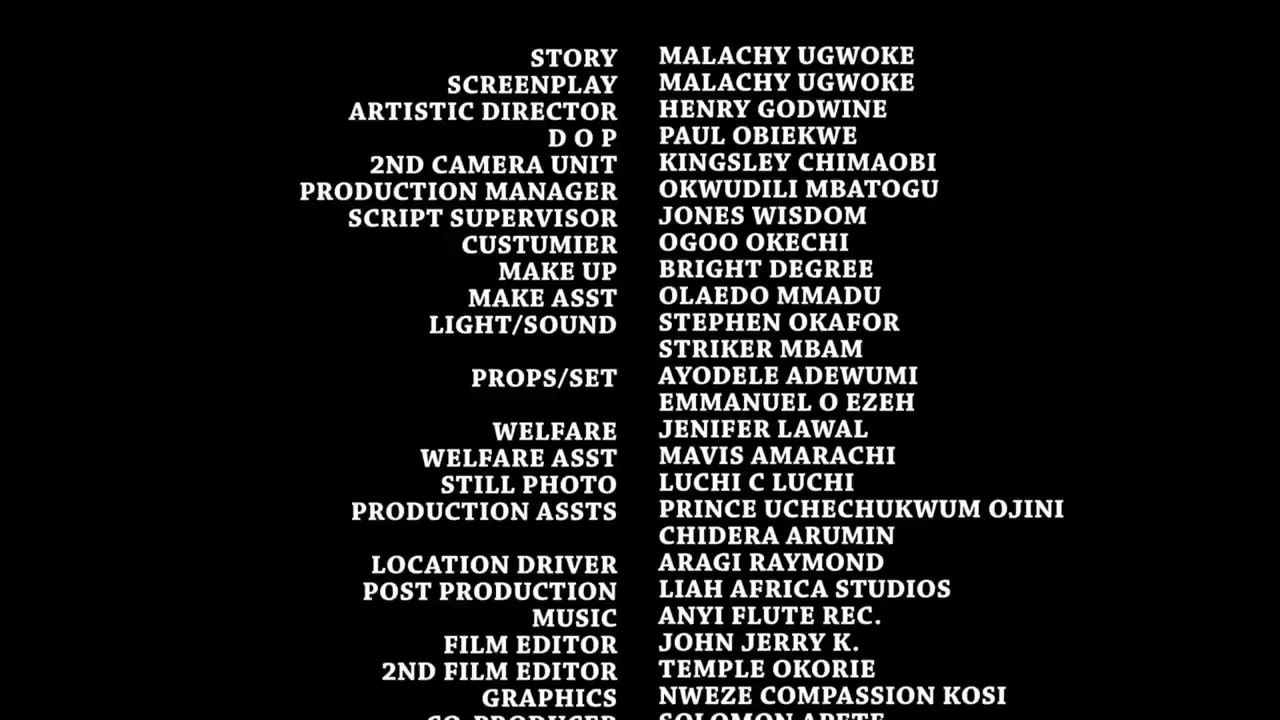 STORY MALACHY UGWOKE
SCREENPLAY MALACHY UGWOKE
ARTISTIC DIRECTOR HENRY GODWINE
D O P PAUL OBIEKWE
2ND CAMERA UNIT KINGSLEY CHIMAOBI
PRODUCTION MANAGER OKWUDILI MBATOGU
SCRIPT SUPERVISOR JONES WISDOM
CUSTUMIER OGOO OKECHI
MAKE UP BRIGHT DEGREE
MAKE ASST OLAEDO MMADU
LIGHT/SOUND STEPHEN OKAFOR
STRIKER MBAM
PROPS/SET AYODELE ADEWUMI
EMMANUEL O EZEH
WELFARE JENIFER LAWAL
WELFARE ASST MAVIS AMARACHI
STILL PHOTO LUCHI C LUCHI
PRODUCTION ASSTS PRINCE UCHECHUKWUM OJINI
CHIDERA ARUMIN
LOCATION DRIVER ARAGI RAYMOND
POST PRODUCTION LIAH AFRICA STUDIOS
MUSIC ANYI FLUTE REC.
FILM EDITOR JOHN JERRY K.
2ND FILM EDITOR TEMPLE OKORIE
GRAPHICS NWEZE COMPASSION KOSI
CO-PRODUCER SOLOMON APETE